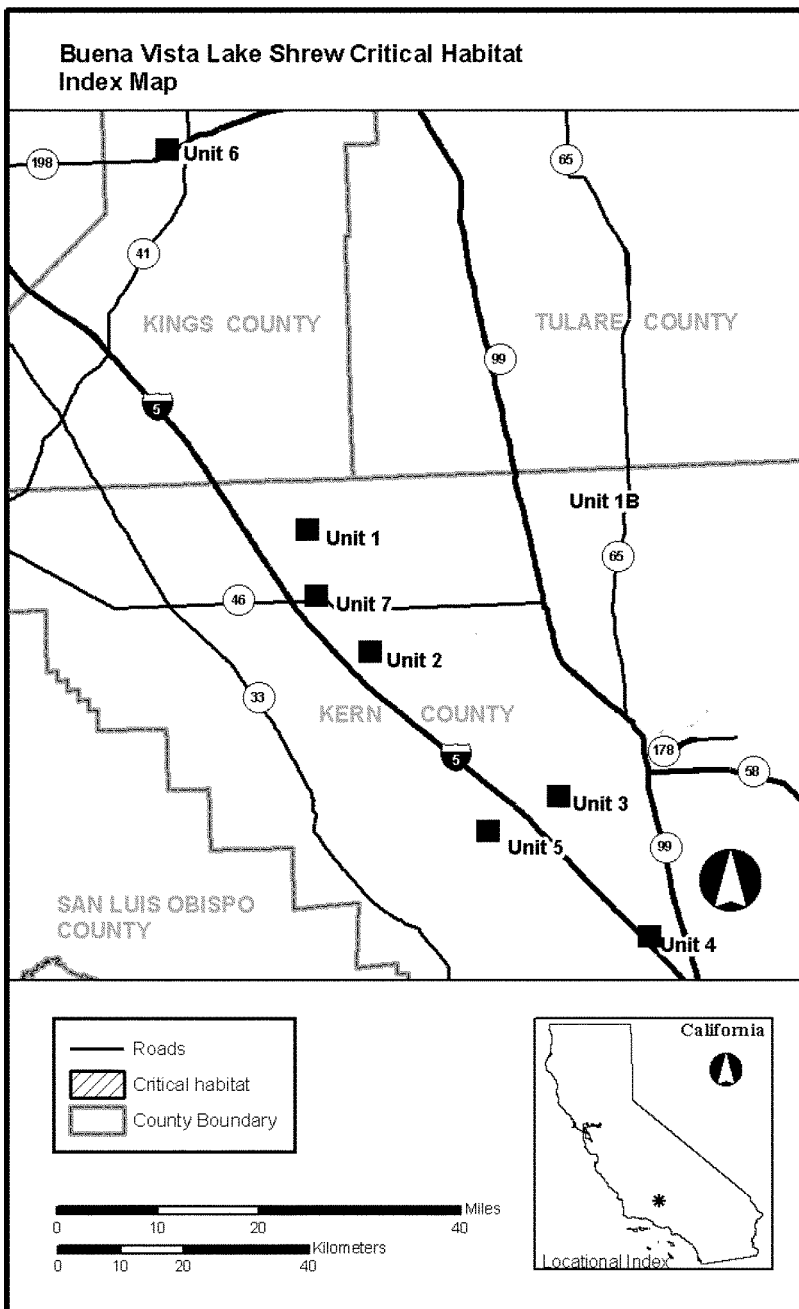 Buena Vista Lake Shrew Critical Habitat
Index Map
Unit 6
198
65
41
KINGS COUNTY
TULARE COUNTY
99
5
Unit 1B
Unit 1
65
46
Unit 7
Unit 2
33
KERN COUNTY
178
5
58
Unit 3
Unit 5
99
SAN LUIS OBISPO
COUNTY
Unit 4
Roads
Critical habitat
County Boundary
California
Miles
0 10 20 40
Kilometers
0 10 20 40
Locational Index